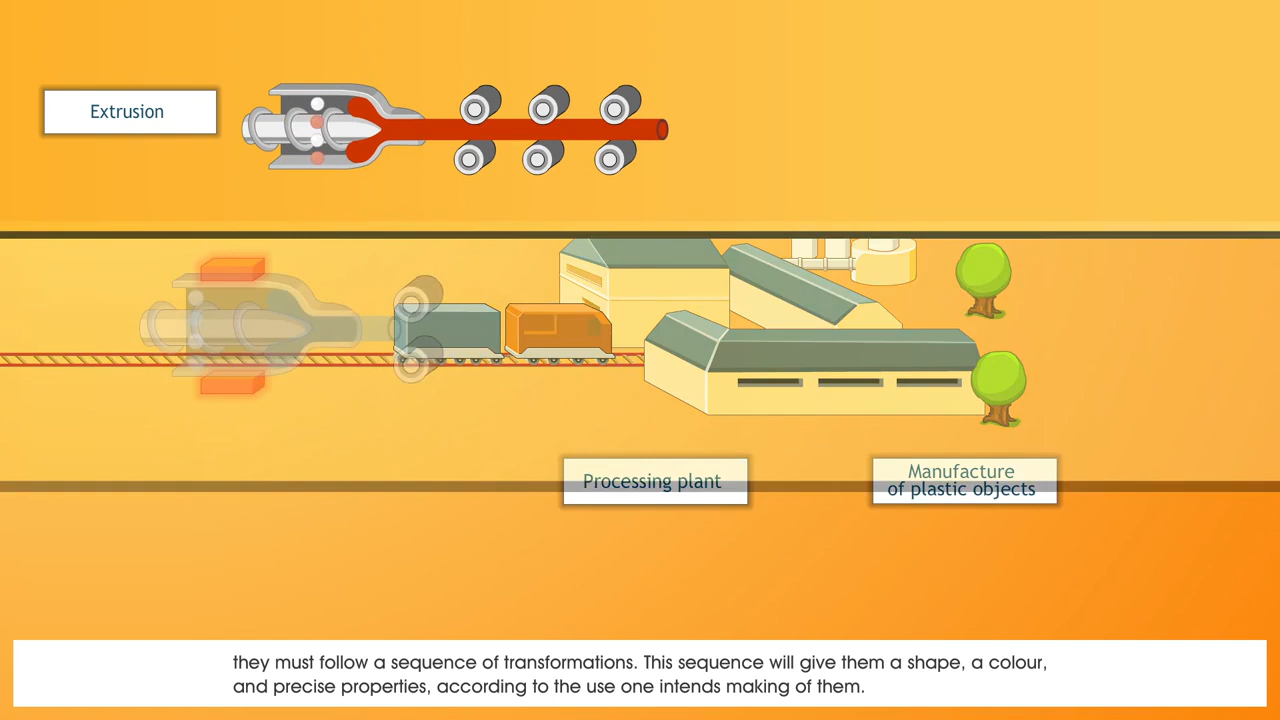 Extrusion
Processing plant
Manufacture
of plastic objects
they must follow a sequence of transformations. This sequence will give them a shape, a colour,
and precise properties, according to the use one intends making of them.